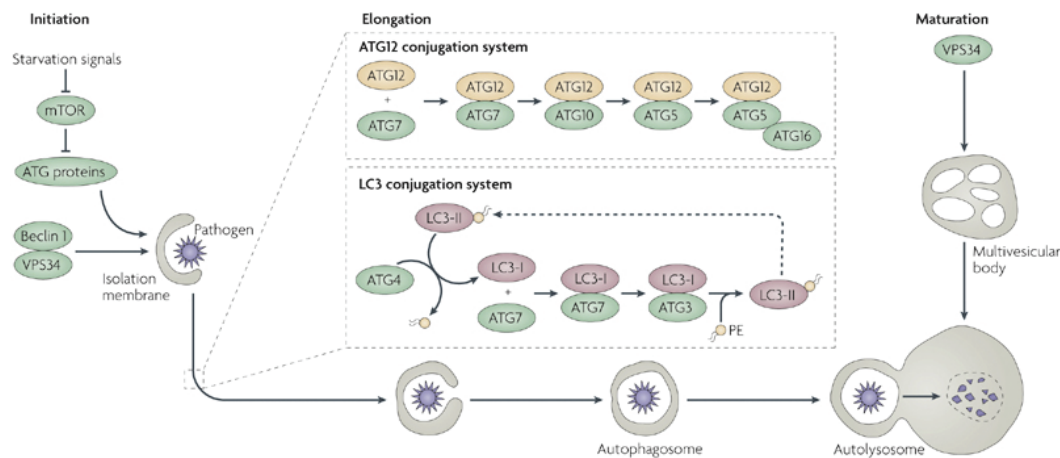 Initiation
Starvation signals
mTOR
ATG proteins
Beclin 1
VPS34
Pathogen
Isolation
membrane
Elongation
ATG12 conjugation system
ATG12
+
ATG7
ATG12
ATG7
ATG12
ATG10
ATG12
ATG5
ATG12
ATG5
ATG16
LC3 conjugation system
LC3-II
ATG4
LC3-I
+
ATG7
LC3-I
ATG7
LC3-I
ATG3
PE
LC3-II
Autophagosome
Maturation
VPS34
Multivesicular
body
Autolysosome